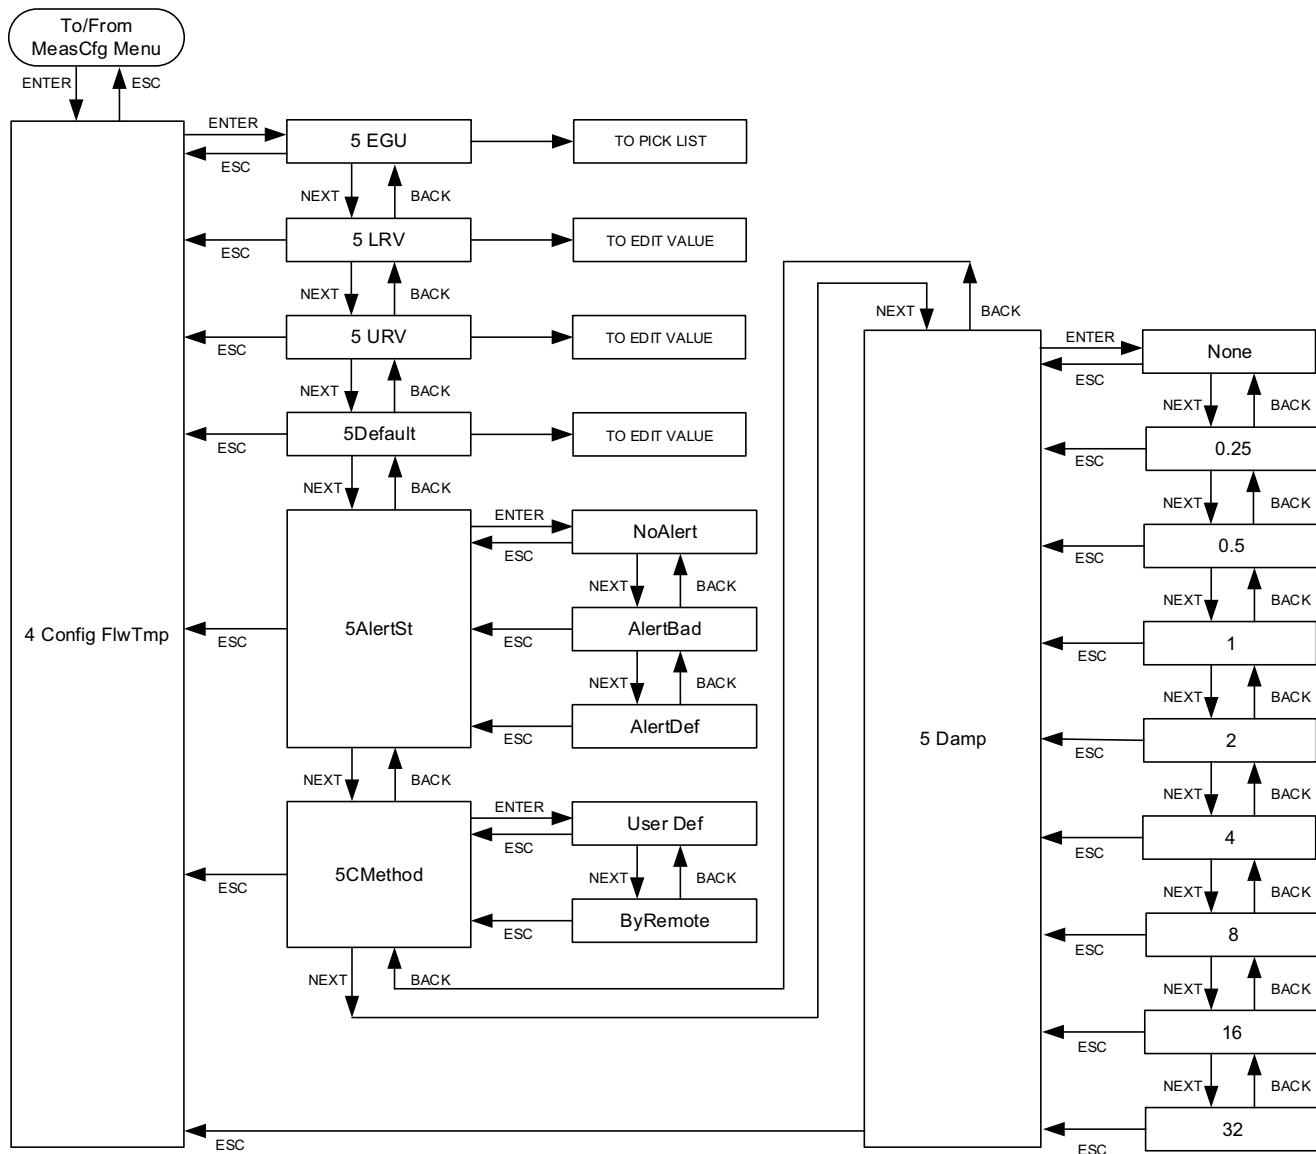 To/From
MeasCfg Menu
ENTER
ESC
4 Config FlwTmp
ENTER
ESC
5 EGU
TO PICK LIST
NEXT
BACK
ESC
5 LRV
TO EDIT VALUE
NEXT
BACK
ESC
5 URV
TO EDIT VALUE
NEXT
BACK
ESC
5Default
TO EDIT VALUE
NEXT
BACK
ESC
5AlertSt
ENTER
ESC
NoAlert
NEXT
BACK
ESC
AlertBad
NEXT
BACK
ESC
AlertDef
NEXT
BACK
ESC
5CMethod
ENTER
ESC
User Def
NEXT
BACK
ESC
ByRemote
NEXT
BACK
ESC
NEXT
BACK
5 Damp
ENTER
ESC
None
NEXT
BACK
ESC
0.25
NEXT
BACK
ESC
0.5
NEXT
BACK
ESC
1
NEXT
BACK
ESC
2
NEXT
BACK
ESC
4
NEXT
BACK
ESC
8
NEXT
BACK
ESC
16
NEXT
BACK
ESC
32